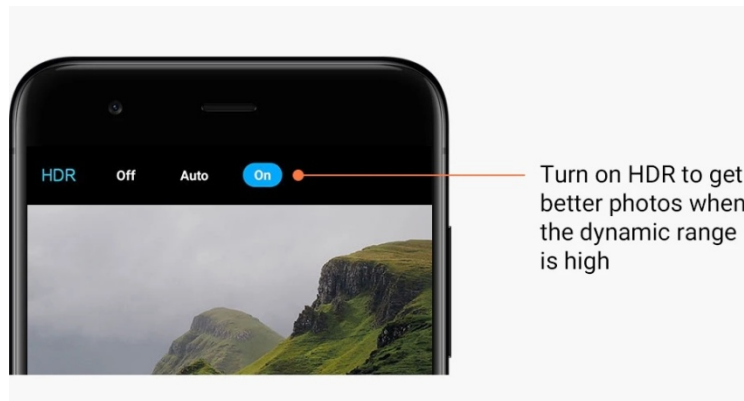 HDR Off Auto On
Turn on HDR to get
better photos when
the dynamic range
is high